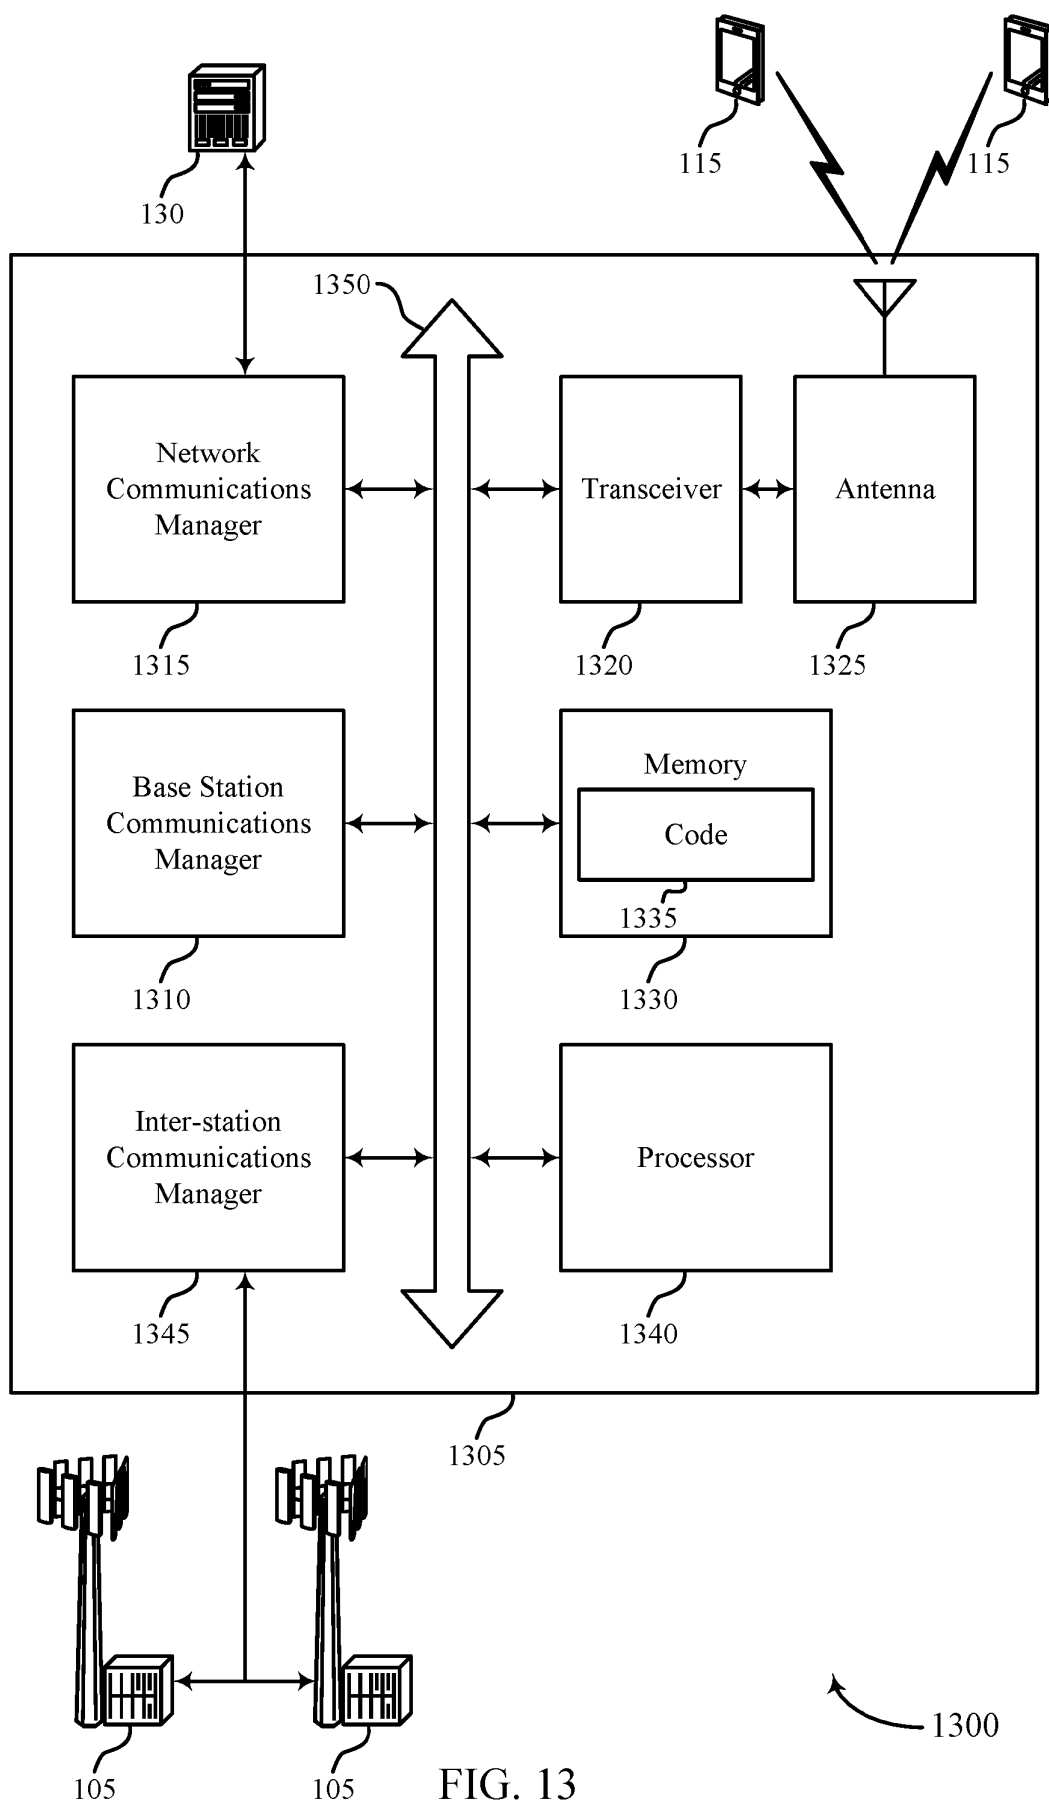 115
115
130
1350
Network
Communications
Manager
Transceiver
Antenna
1315
1320
1325
Base Station
Communications
Manager
Memory
Code
1335
1310
1330
Inter-station
Communications
Manager
Processor
1345
1340
1305
1300
105
105
FIG. 13